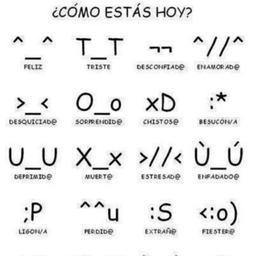 ¿CÓMO ESTÁS HOY?
^_^ T_T ¬¬ ^//^
FELIZ TRISTE DESCONFIAD@ ENAMORAD@
>_< O_o xD :*
DESQUICIAD@ SORPRENDID@ CHISTOS@ BESUCÓN/A
U_U X_x >//< Ù_Ú
DEPRIMID@ MUERT@ ESTRESAD@ ENFADADO@
;P ^^u :S <:o)
LIGON/A PERDID@ EXTRAÑ@ FIESTER@